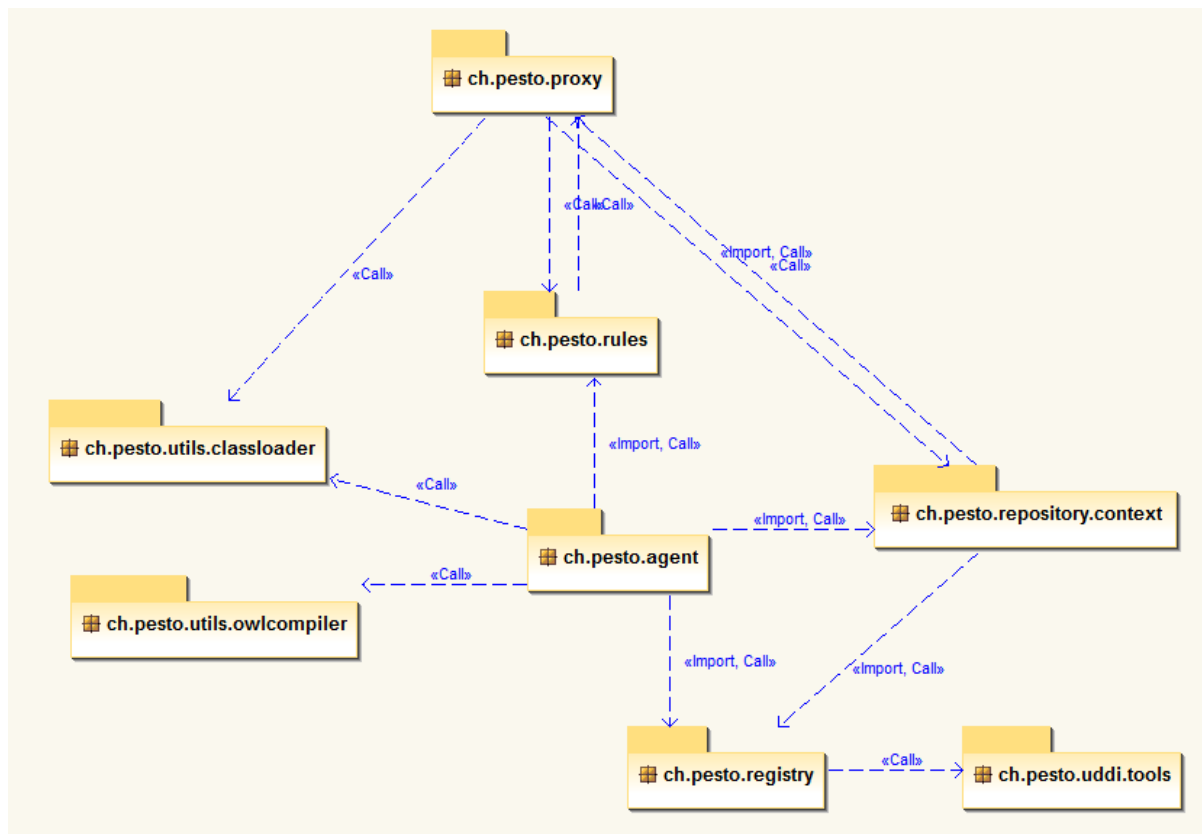 ch.pesto.proxy
«Call»
«Call»
«Import, Call»
«Call»
«Call»
ch.pesto.rules
ch.pesto.utils.classloader
«Import, Call»
«Call»
ch.pesto.repository.context
«Import, Call»
ch.pesto.agent
«Call»
ch.pesto.utils.owlcompiler
«Import, Call»
«Import, Call»
«Call»
ch.pesto.registry
ch.pesto.uddi.tools